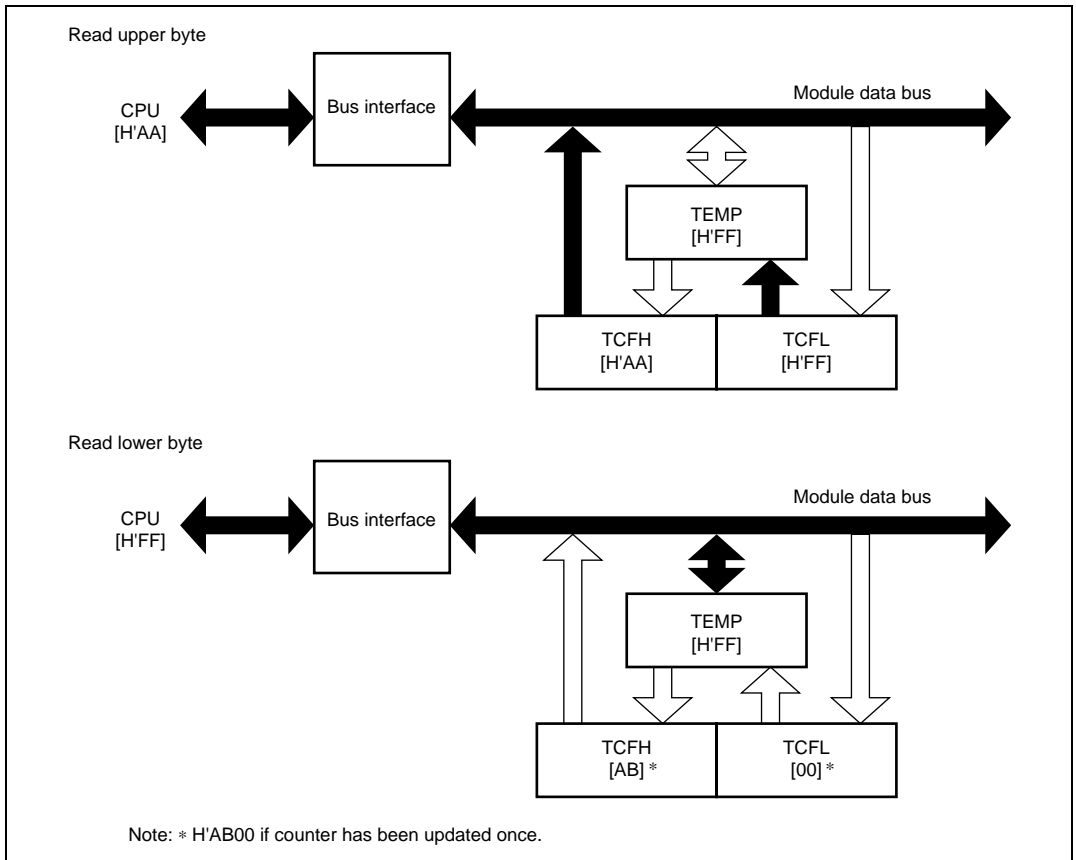 Read upper byte
CPU
[H'AA]
Bus interface
Module data bus
TEMP
[H'FF]
TCFH
[H'AA]
TCFL
[H'FF]
Read lower byte
CPU
[H'FF]
Bus interface
Module data bus
TEMP
[H'FF]
TCFH
[AB] *
TCFL
[00] *
Note: * H'AB00 if counter has been updated once.